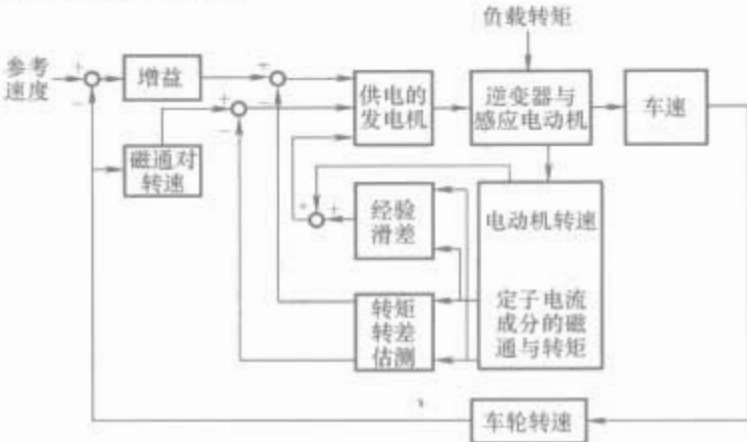 负载转矩
参考
速度
增益
供电的
发电机
逆变器与
感应电动机
车速
磁通对
转速
经验
滑差
电动机转速
转矩
转差
估测
定子电流
成分的磁
通与转矩
车轮转速